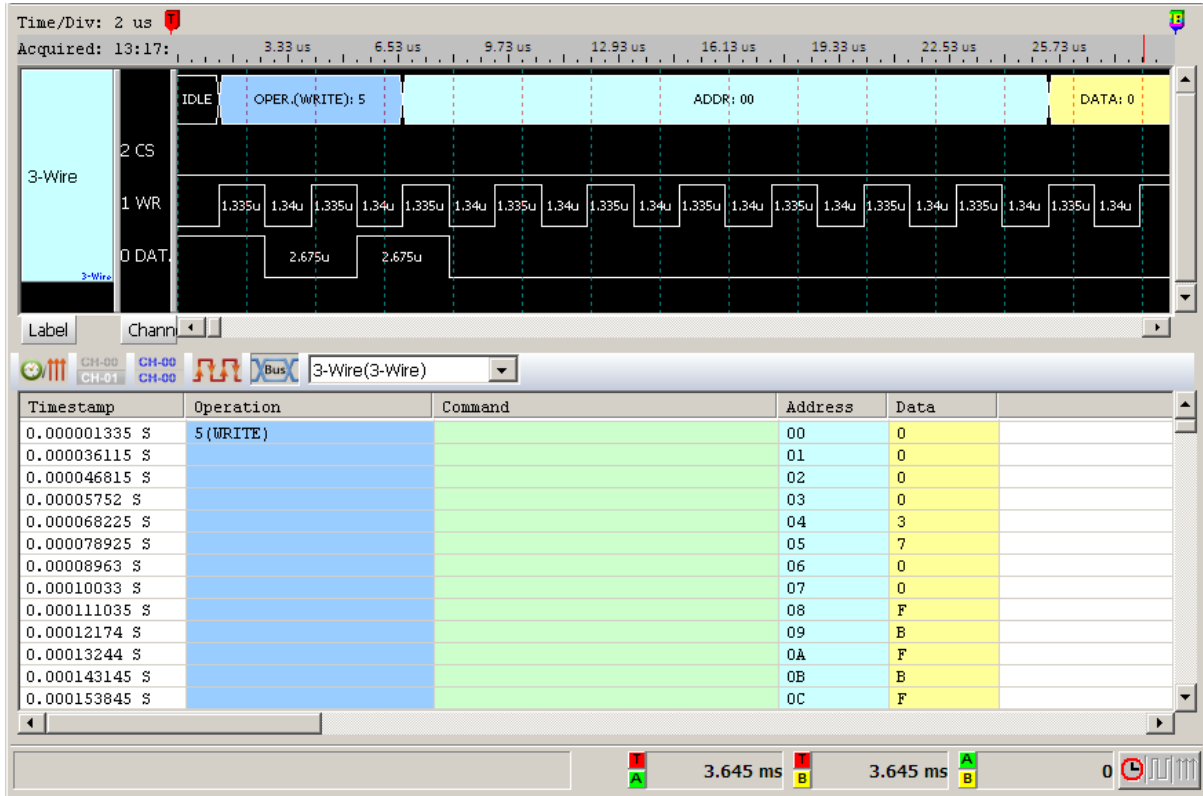 Time/Div: 2 us T B
Acquired: 13:17: 3.33 us 6.53 us 9.73 us 12.93 us 16.13 us 19.33 us 22.53 us 25.73 us
IDLE OPER.(WRITE): 5 ADDR: 00 DATA: 0
2 CS
3-Wire
1 WR 1.335u 1.34u 1.335u 1.34u 1.335u 1.34u 1.335u 1.34u 1.335u 1.34u 1.335u 1.34u 1.335u 1.34u 1.335u 1.34u 1.335u 1.34u 1.335u 1.34u
0 DAT. 2.675u 2.675u
3-Wire
Label Chann
CH-00 CH-01 CH-00 CH-00 Bus 3-Wire(3-Wire)
Timestamp Operation Command Address Data
0.000001335 S 5(WRITE) 00 0
0.000036115 S 01 0
0.000046815 S 02 0
0.00005752 S 03 0
0.000068225 S 04 3
0.000078925 S 05 7
0.00008963 S 06 0
0.00010033 S 07 0
0.000111035 S 08 F
0.00012174 S 09 B
0.00013244 S 0A F
0.000143145 S 0B B
0.000153845 S 0C F
T A 3.645 ms T B 3.645 ms A B 0